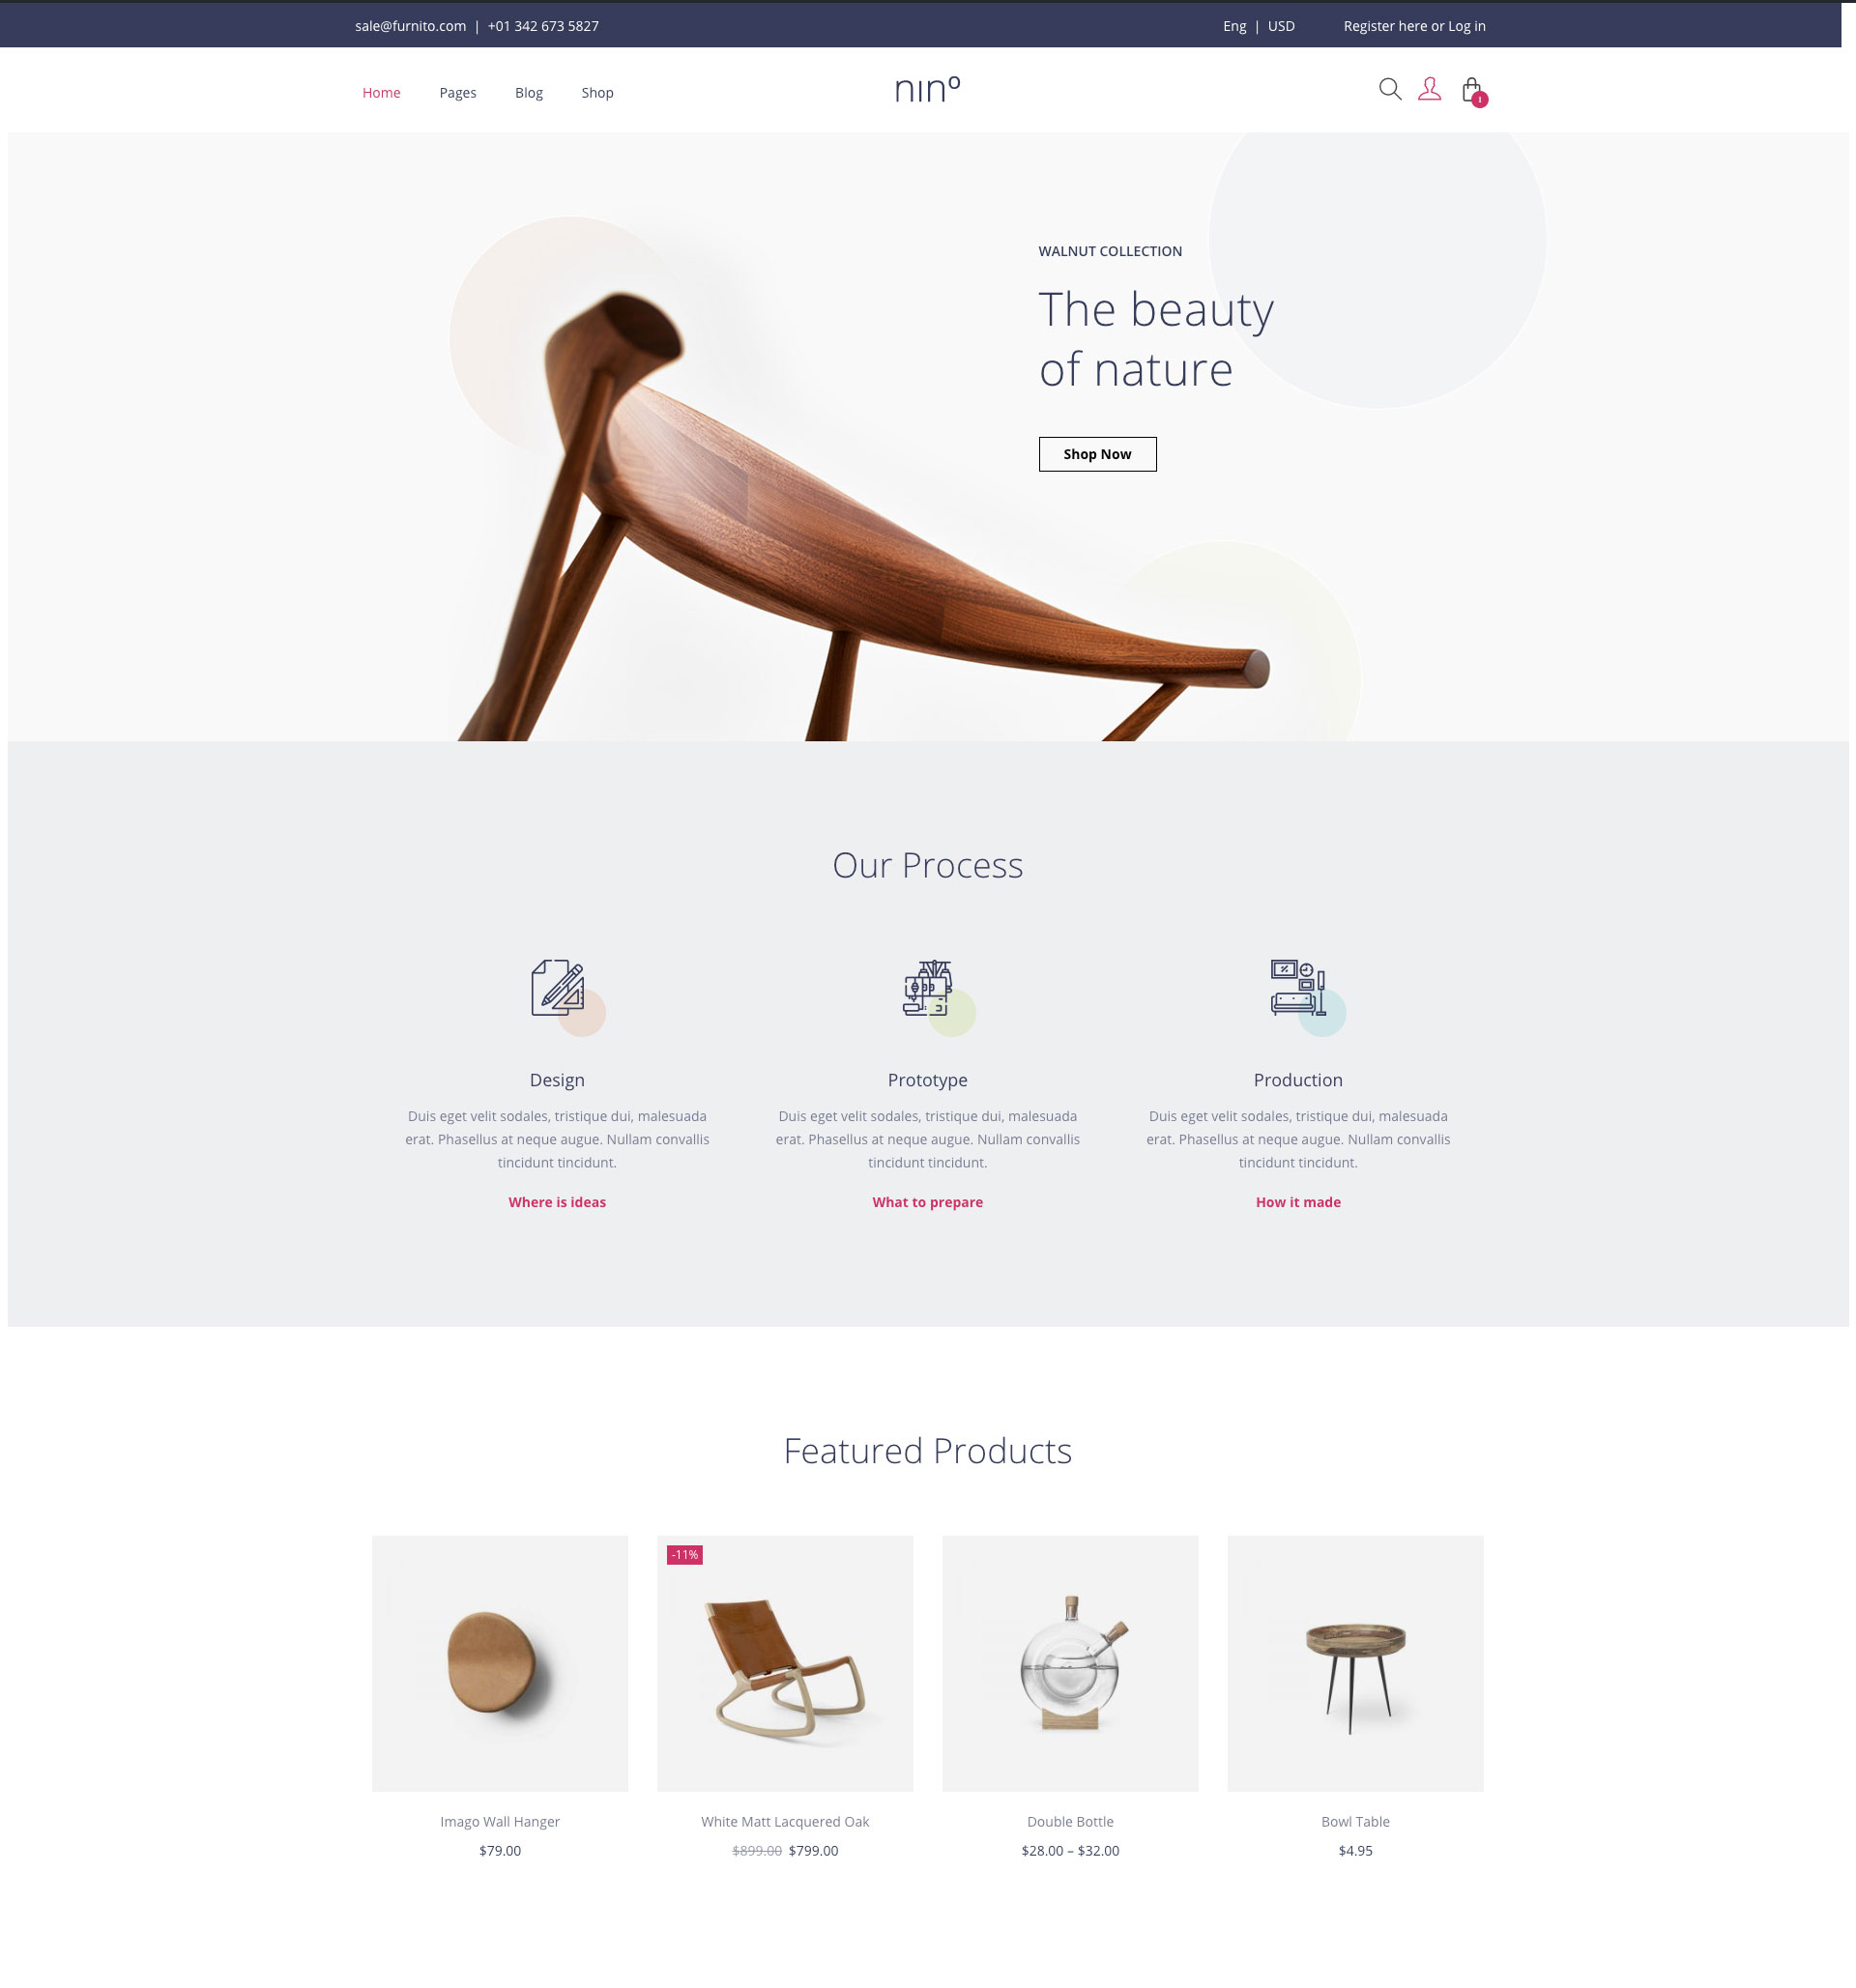 sale@furnito.com | +01 342 673 5827
Eng | USD
Register here or Log in
Home
Pages
Blog
Shop
ninº
1
WALNUT COLLECTION
The beauty
of nature
Shop Now
Our Process
Design
Duis eget velit sodales, tristique dui, malesuada
erat. Phasellus at neque augue. Nullam convallis
tincidunt tincidunt.
Where is ideas
Prototype
Duis eget velit sodales, tristique dui, malesuada
erat. Phasellus at neque augue. Nullam convallis
tincidunt tincidunt.
What to prepare
Production
Duis eget velit sodales, tristique dui, malesuada
erat. Phasellus at neque augue. Nullam convallis
tincidunt tincidunt.
How it made
Featured Products
Imago Wall Hanger
$79.00
-11%
White Matt Lacquered Oak
$899.00 $799.00
Double Bottle
$28.00 – $32.00
Bowl Table
$4.95